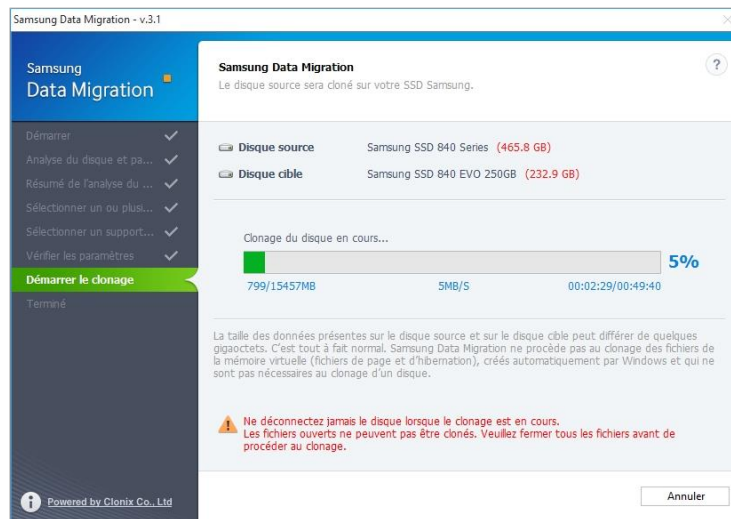 Samsung Data Migration - v.3.1
Samsung
Data Migration
Démarrer
Analyse du disque et pa...
Résumé de l'analyse du ...
Sélectionner un ou plusi...
Sélectionner un support...
Vérifier les paramètres
Démarrer le clonage
Terminé
Powered by Clonix Co., Ltd
Samsung Data Migration
Le disque source sera cloné sur votre SSD Samsung.
?
Disque source Samsung SSD 840 Series (465.8 GB)
Disque cible Samsung SSD 840 EVO 250GB (232.9 GB)
Clonage du disque en cours...
5%
799/15457MB 5MB/S 00:02:29/00:49:40
La taille des données présentes sur le disque source et sur le disque cible peut différer de quelques
gigaoctets. C'est tout à fait normal. Samsung Data Migration ne procède pas au clonage des fichiers de
la mémoire virtuelle (fichiers de page et d'hibernation), créés automatiquement par Windows et qui ne
sont pas nécessaires au clonage d'un disque.
Ne déconnectez jamais le disque lorsque le clonage est en cours.
Les fichiers ouverts ne peuvent pas être clonés. Veuillez fermer tous les fichiers avant de
procéder au clonage.
Annuler